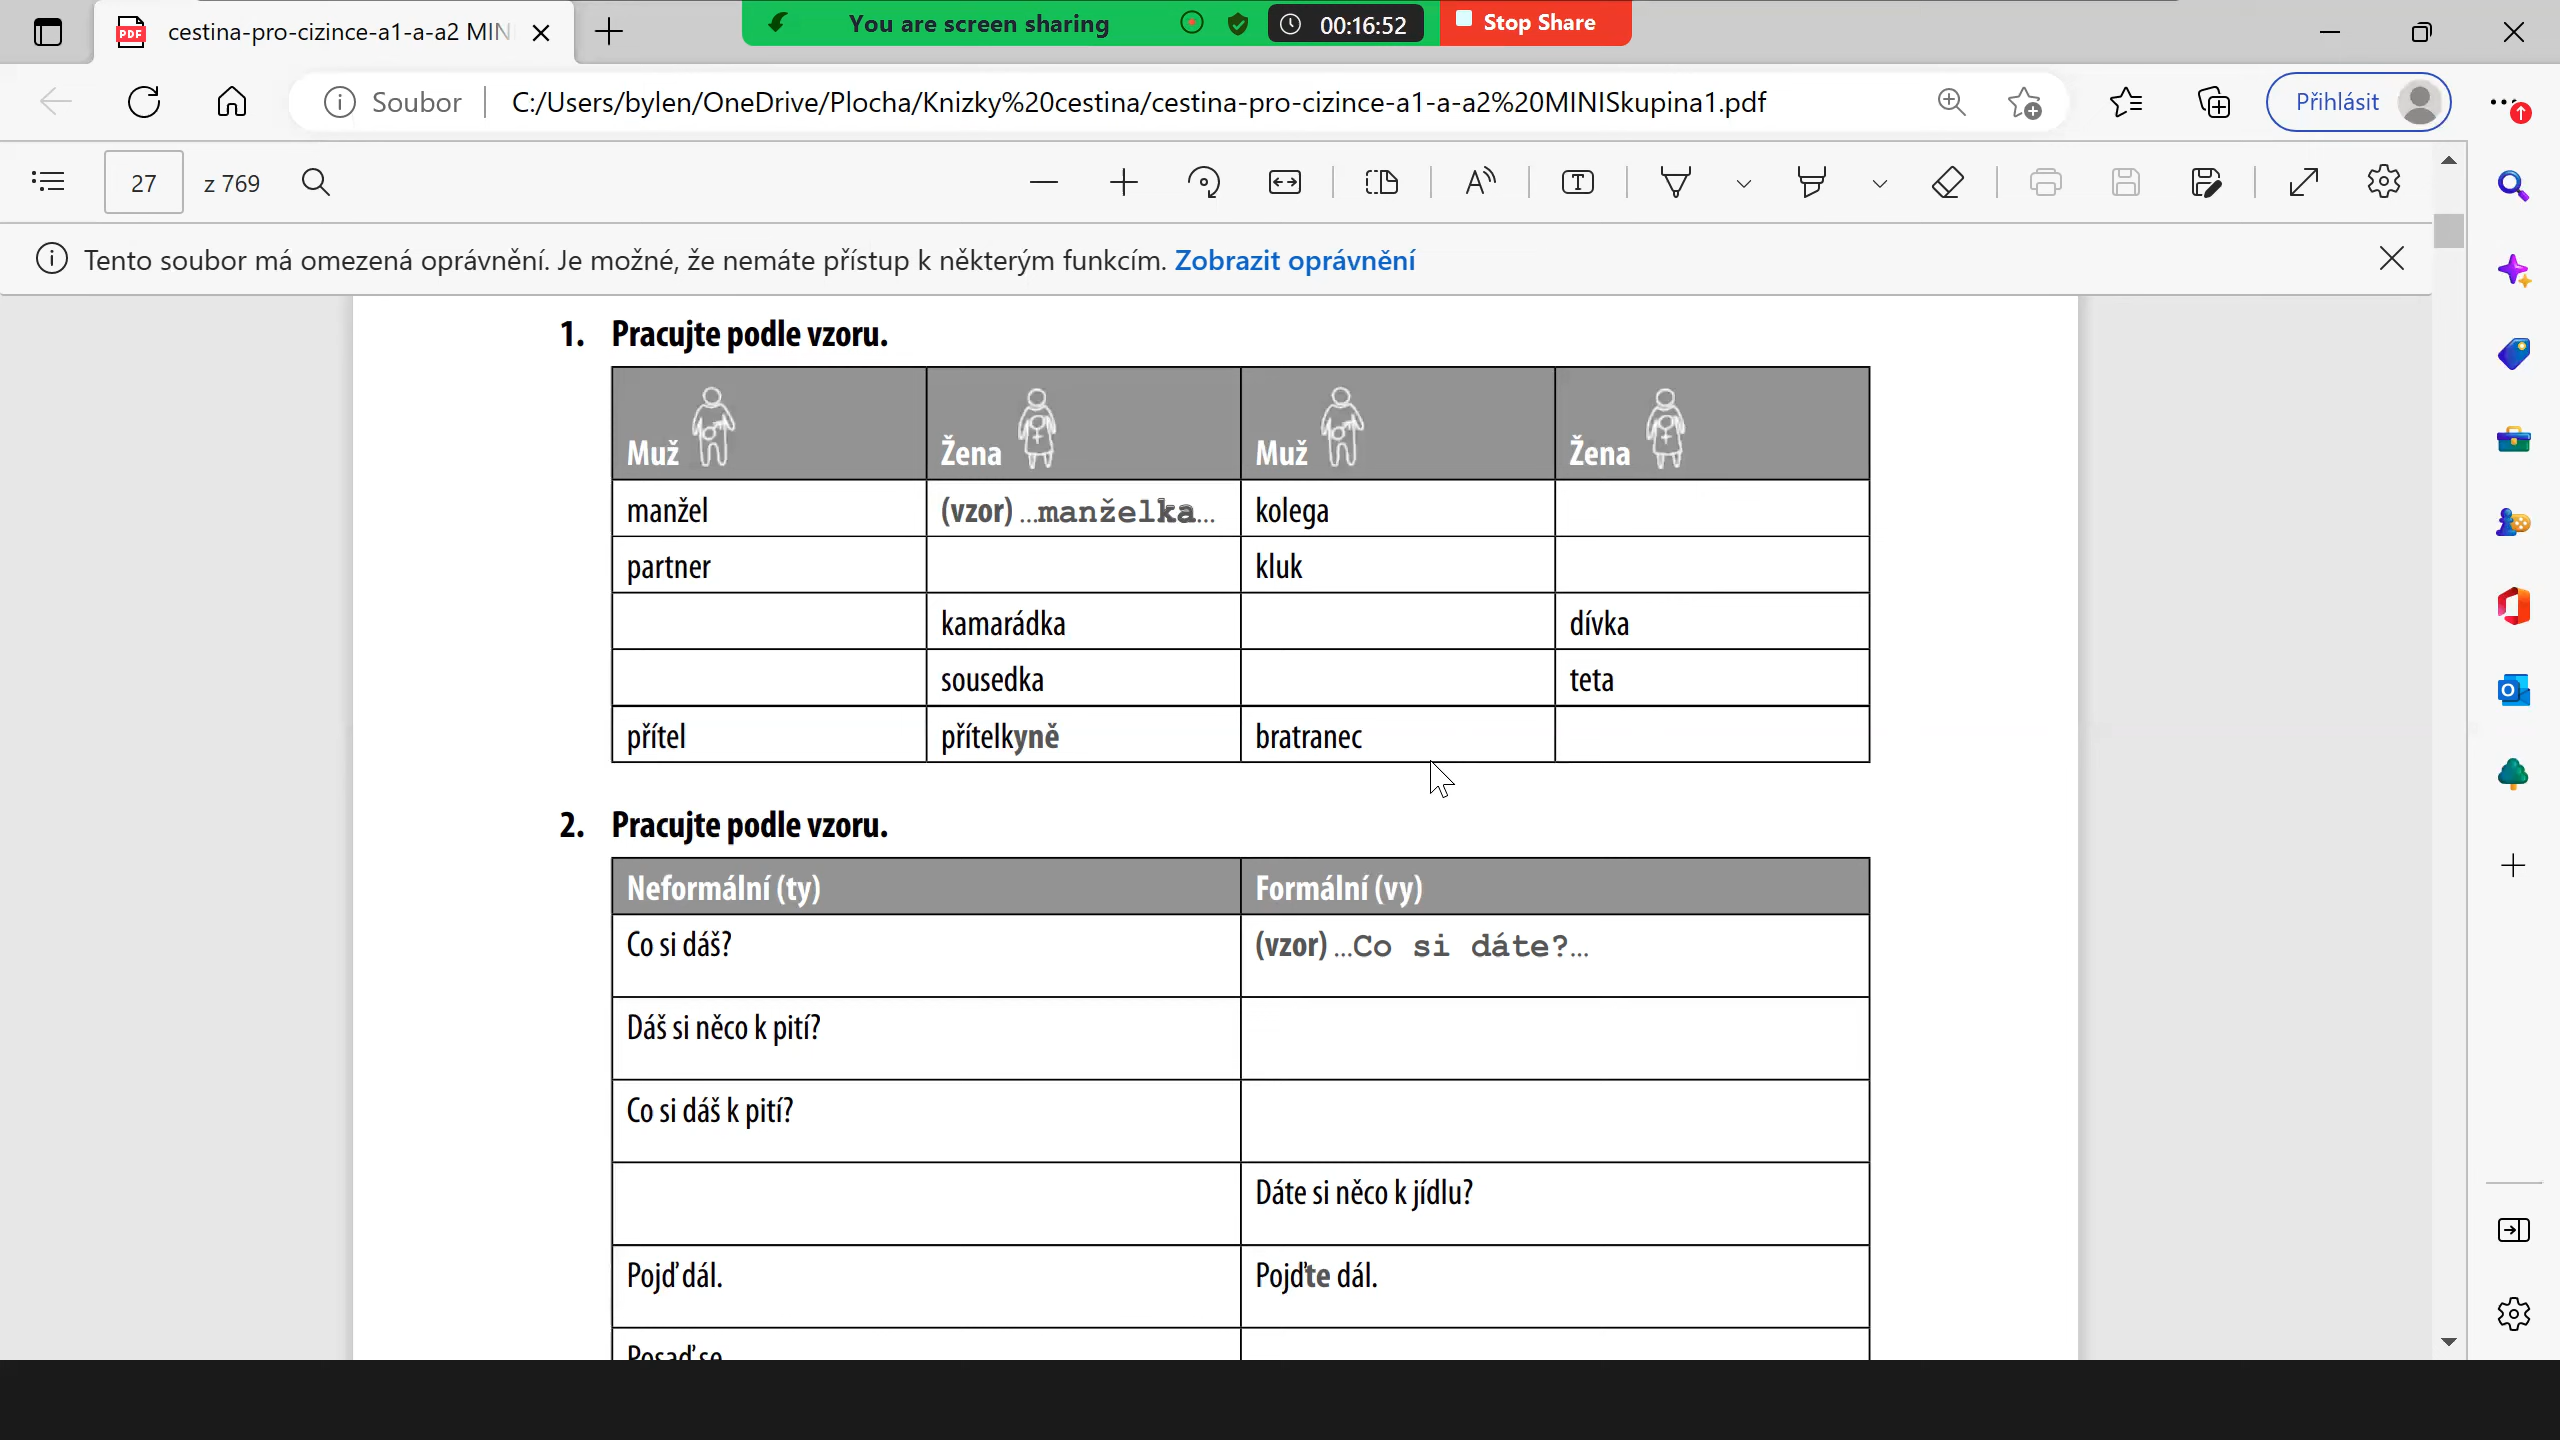 cestina-pro-cizince-a1-a-a2 MIN
You are screen sharing
00:16:52
Stop Share
Soubor
C:/Users/bylen/OneDrive/Plocha/Knizky%20cestina/cestina-pro-cizince-a1-a-a2%20MINISkupina1.pdf
Přihlásit
27 z 769
Tento soubor má omezená oprávnění. Je možné, že nemáte přístup k některým funkcím. Zobrazit oprávnění
1. Pracujte podle vzoru.
Muž Žena Muž Žena
manžel (vzor) ...manželka... kolega
partner kluk
kamarádka dívka
sousedka teta
přítel přítelkyně bratranec
2. Pracujte podle vzoru.
Neformální (ty) Formální (vy)
Co si dáš? (vzor) ...Co si dáte?...
Dáš si něco k pití?
Co si dáš k pití?
Dáte si něco k jídlu?
Pojď dál. Pojďte dál.
Posaď se